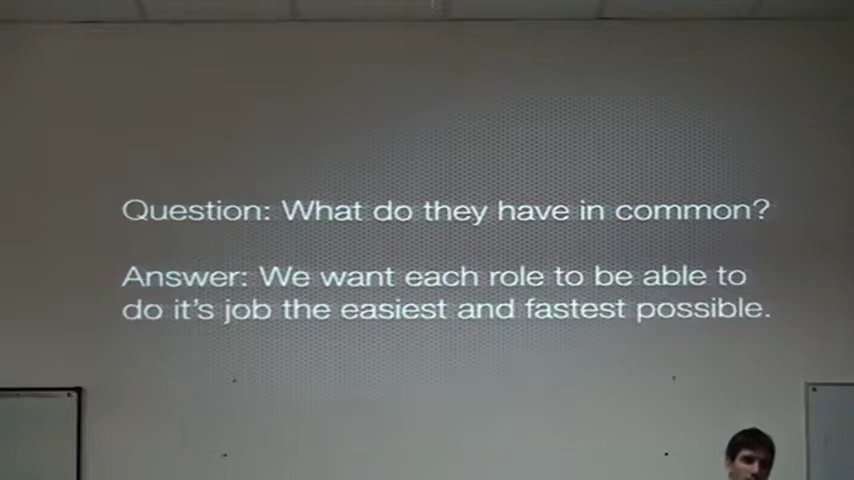 Question: What do they have in common?
Answer: We want each role to be able to
do it's job the easiest and fastest possible.